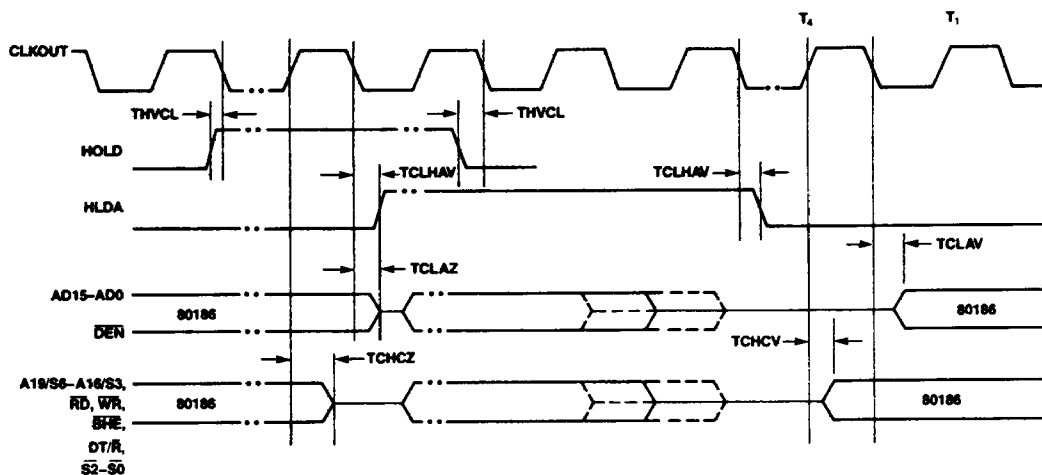 T₄ T₁
CLKOUT
THVCL THVCL
HOLD
TCLHAV TCLHAV
HLDA
TCLAV
TCLAZ
AD15–AD0
80186 80186
DEN
TCHCV
TCHCZ
A19/S6–A16/S3,
RD, WR, 80186 80186
BHE,
DT/R,
S2–S0